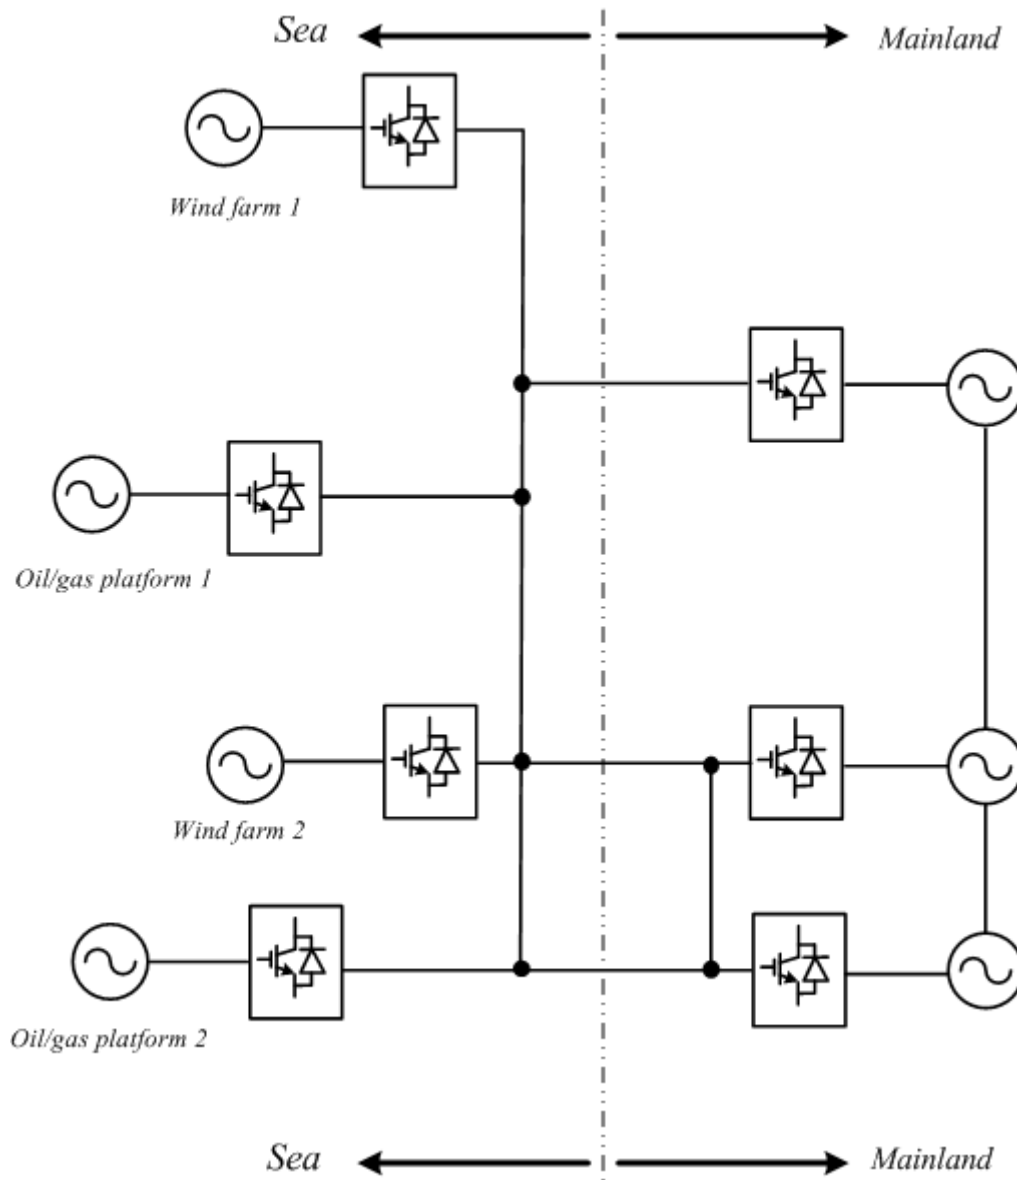 Sea
Mainland
Wind farm 1
Oil/gas platform 1
Wind farm 2
Oil/gas platform 2
Sea
Mainland